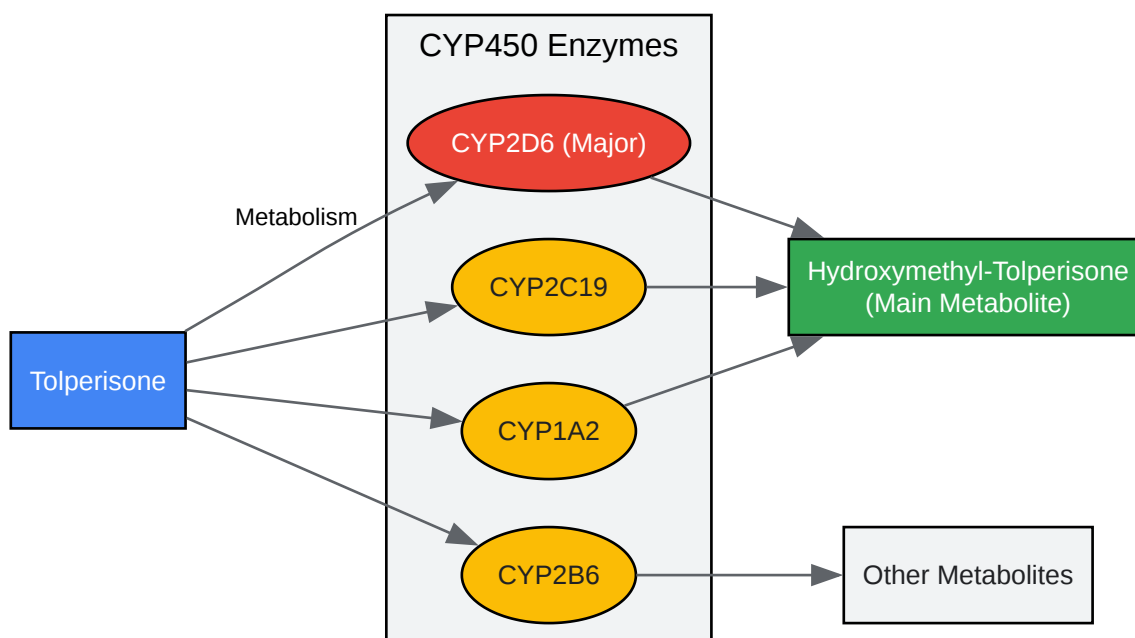 CYP450 Enzymes
CYP2D6 (Major)
Metabolism
CYP2C19
Hydroxymethyl-Tolperisone
(Main Metabolite)
Tolperisone
CYP1A2
CYP2B6
Other Metabolites